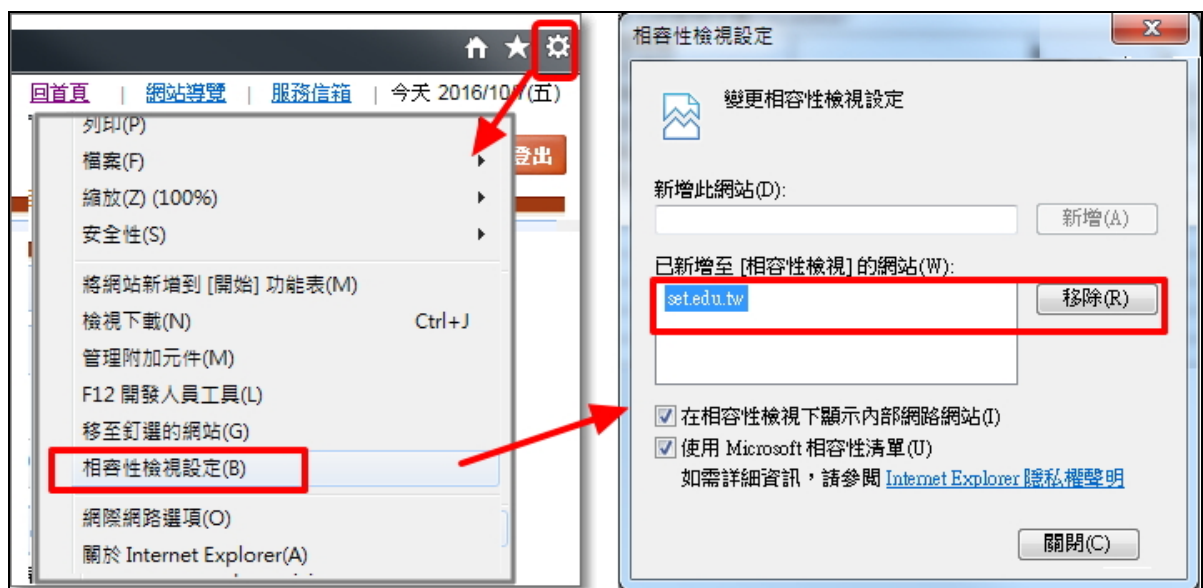 回首頁 | 網站導覽 | 服務信箱 | 今天 2016/10/7(五)
登出
列印(P)
檔案(F)
縮放(Z) (100%)
安全性(S)
將網站新增到 [開始] 功能表(M)
檢視下載(N) Ctrl+J
管理附加元件(M)
F12 開發人員工具(L)
移至釘選的網站(G)
相容性檢視設定(B)
網際網路選項(O)
關於 Internet Explorer(A)
相容性檢視設定
變更相容性檢視設定
新增此網站(D):
新增(A)
已新增至 [相容性檢視] 的網站(W):
set.edu.tw
移除(R)
在相容性檢視下顯示內部網路網站(I)
使用 Microsoft 相容性清單(U)
如需詳細資訊，請參閱 Internet Explorer 隱私權聲明
關閉(C)